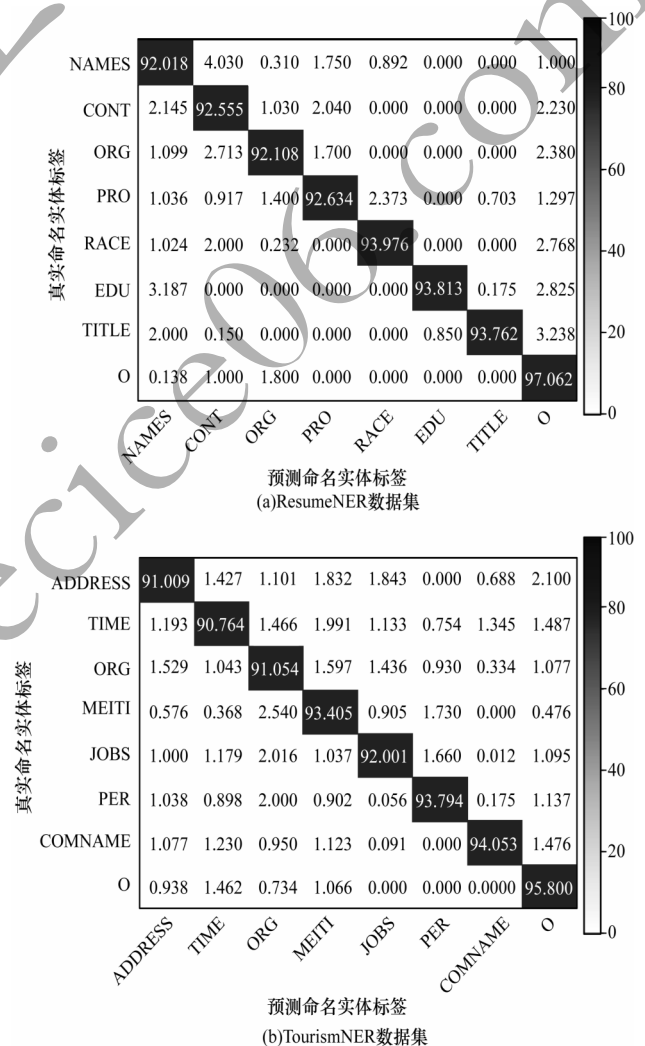 100
NAMES 92.018 4.030 0.310 1.750 0.892 0.000 0.000 1.000
CONT 2.145 92.555 1.030 2.040 0.000 0.000 0.000 2.230
80
ORG 1.099 2.713 92.108 1.700 0.000 0.000 0.000 2.380
60
PRO 1.036 0.917 1.400 92.634 2.373 0.000 0.703 1.297
真实命名实体标签
RACE 1.024 2.000 0.232 0.000 93.976 0.000 0.000 2.768
40
EDU 3.187 0.000 0.000 0.000 0.000 93.813 0.175 2.825
TITLE 2.000 0.150 0.000 0.000 0.000 0.850 93.762 3.238
20
O 0.138 1.000 1.800 0.000 0.000 0.000 0.000 97.062
0
NAMES CONT ORG PRO RACE EDU TITLE O
预测命名实体标签
(a)ResumeNER数据集
100
ADDRESS 91.009 1.427 1.101 1.832 1.843 0.000 0.688 2.100
80
TIME 1.193 90.764 1.466 1.991 1.133 0.754 1.345 1.487
ORG 1.529 1.043 91.054 1.597 1.436 0.930 0.334 1.077
60
MEITI 0.576 0.368 2.540 93.405 0.905 1.730 0.000 0.476
真实命名实体标签
JOBS 1.000 1.179 2.016 1.037 92.001 1.660 0.012 1.095
40
PER 1.038 0.898 2.000 0.902 0.056 93.794 0.175 1.137
COMNAME 1.077 1.230 0.950 1.123 0.091 0.000 94.053 1.476
20
O 0.938 1.462 0.734 1.066 0.000 0.000 0.0000 95.800
0
ADDRESS TIME ORG MEITI JOBS PER COMNAME O
预测命名实体标签
(b)TourismNER数据集
ecice06.com